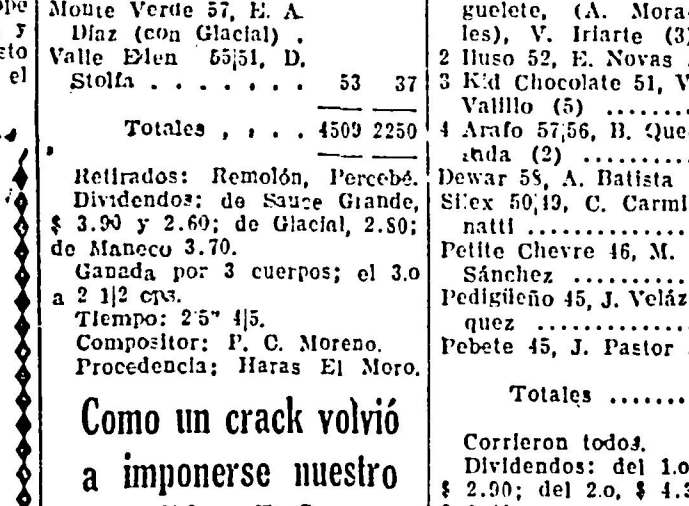 Monte Verde 57, E. A.
Díaz (con Glacial) .
Valle Eden 55|51, D.
Stolfa . . . . . . . 53 37
Totales , . . . 4509 2250
Retirados: Remolón, Percebé.
Dividendos: de Sauce Grande,
$ 3.90 y 2.60; de Glacial, 2.80;
de Maneco 3.70.
Ganada por 3 cuerpos; el 3.o
a 2 1|2 cps.
Tiempo: 2'5" 4|5.
Compositor: P. C. Moreno.
Procedencia: Haras El Moro.
Como un crack volvió
a imponerse nuestro
y
el
guelete, (A. Mora-
les), V. Iriarte (3)
2 Iluso 52, E. Novas
3 Kid Chocolate 51, V
Valillo (5) ........
4 Arafo 57|56, B. Que-
(2) ..........
Dewar 58, A. Batista
Silex 50|49, C. Carmi
natti ..............
Petite Chevre 46, M.
Sánchez ..........
Pedigüeño 45, J. Veláz
quez ............
Pebete 45, J. Pastor
Totales .......
Corrieron todos.
Dividendos: del 1.o
$ 2.90; del 2.o, $ 4.3